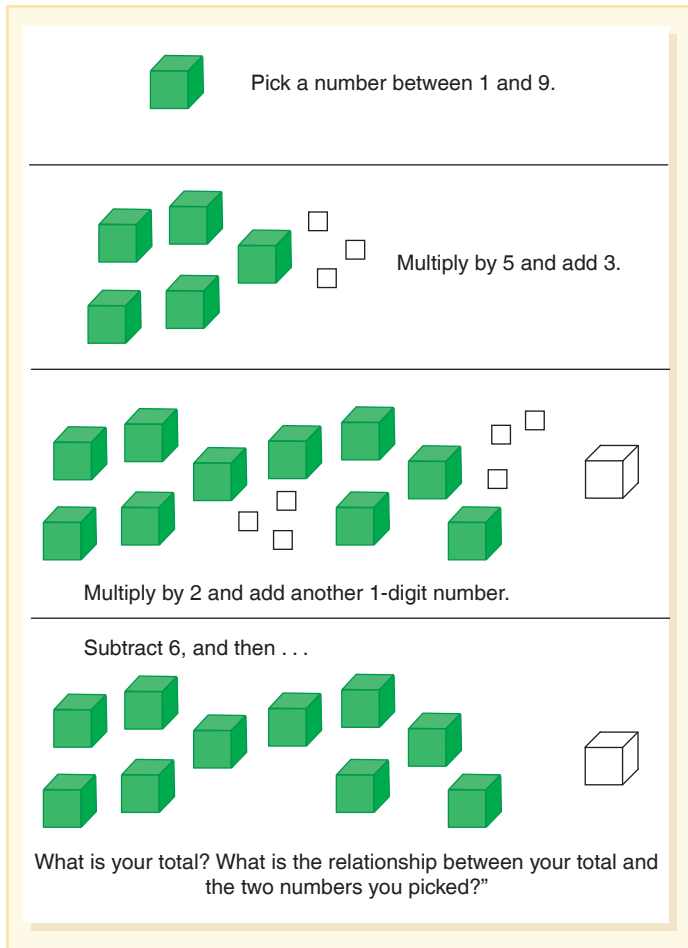 Pick a number between 1 and 9.
Multiply by 5 and add 3.
Multiply by 2 and add another 1-digit number.
Subtract 6, and then . . .
What is your total? What is the relationship between your total and
the two numbers you picked?”